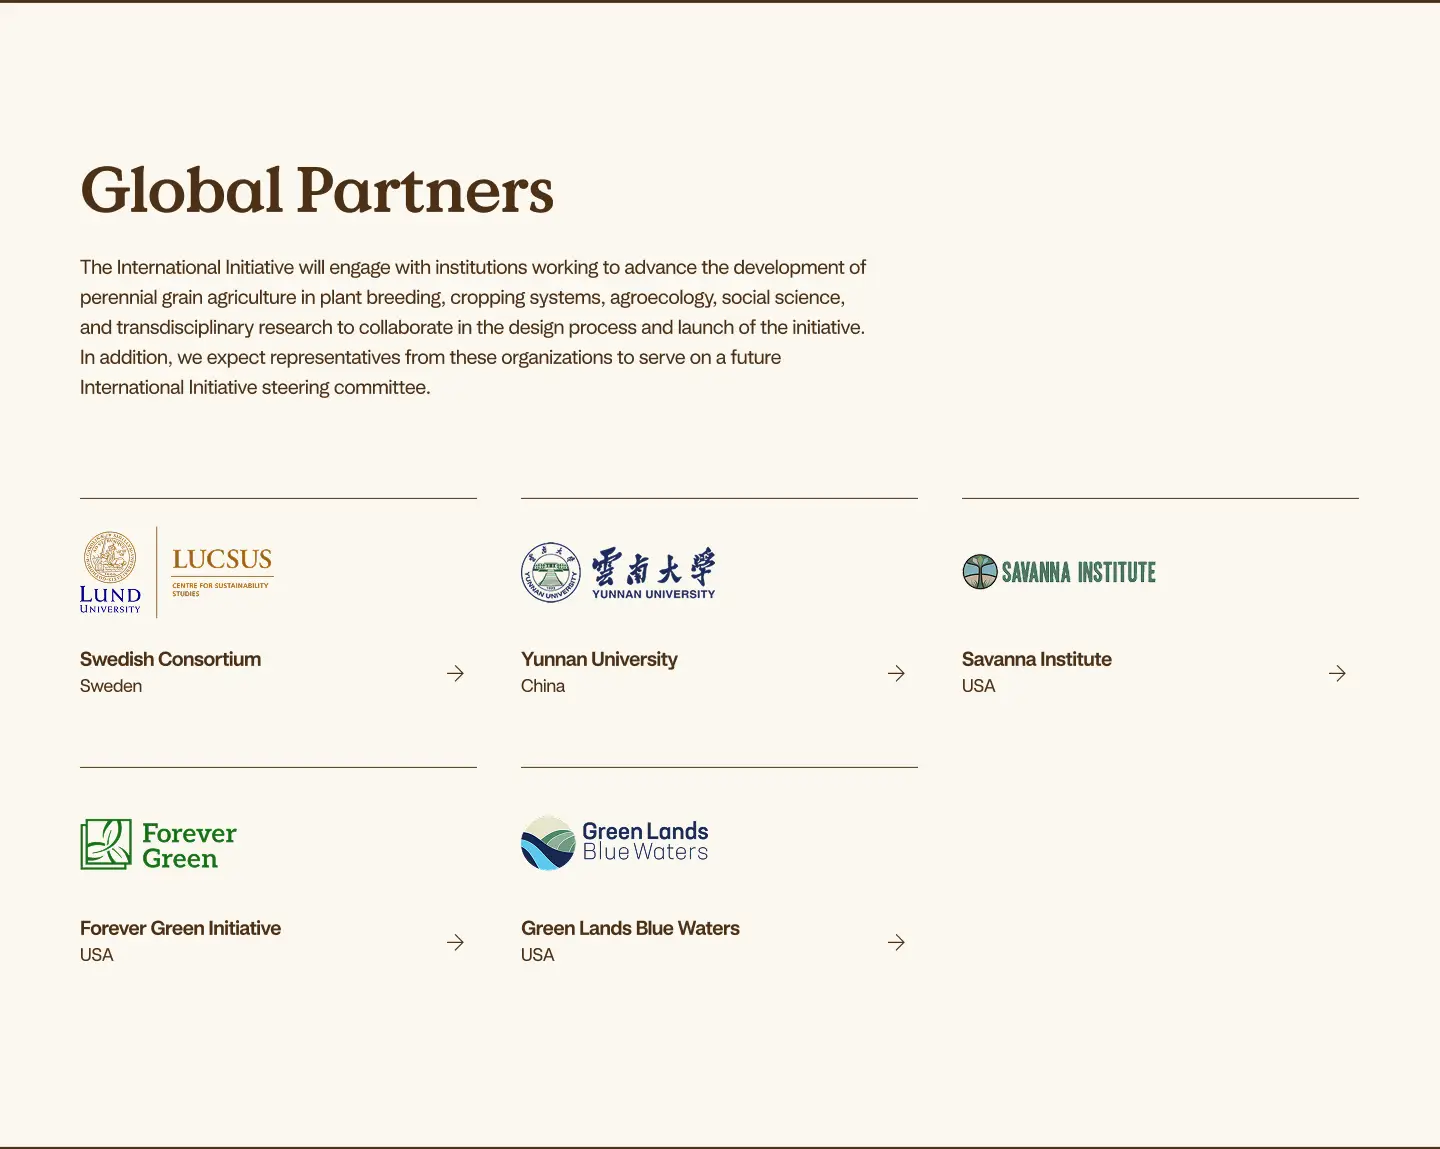 Global Partners
The International Initiative will engage with institutions working to advance the development of
perennial grain agriculture in plant breeding, cropping systems, agroecology, social science,
and transdisciplinary research to collaborate in the design process and launch of the initiative.
In addition, we expect representatives from these organizations to serve on a future
International Initiative steering committee.
LUND
UNIVERSITY
LUCSUS
CENTRE FOR SUSTAINABILITY
STUDIES
雲南大学
YUNNAN UNIVERSITY
YUNNAN UNIVERSITY
SAVANNA INSTITUTE
Swedish Consortium
Sweden
Yunnan University
China
Savanna Institute
USA
Forever
Green
Green Lands
Blue Waters
Forever Green Initiative
USA
Green Lands Blue Waters
USA